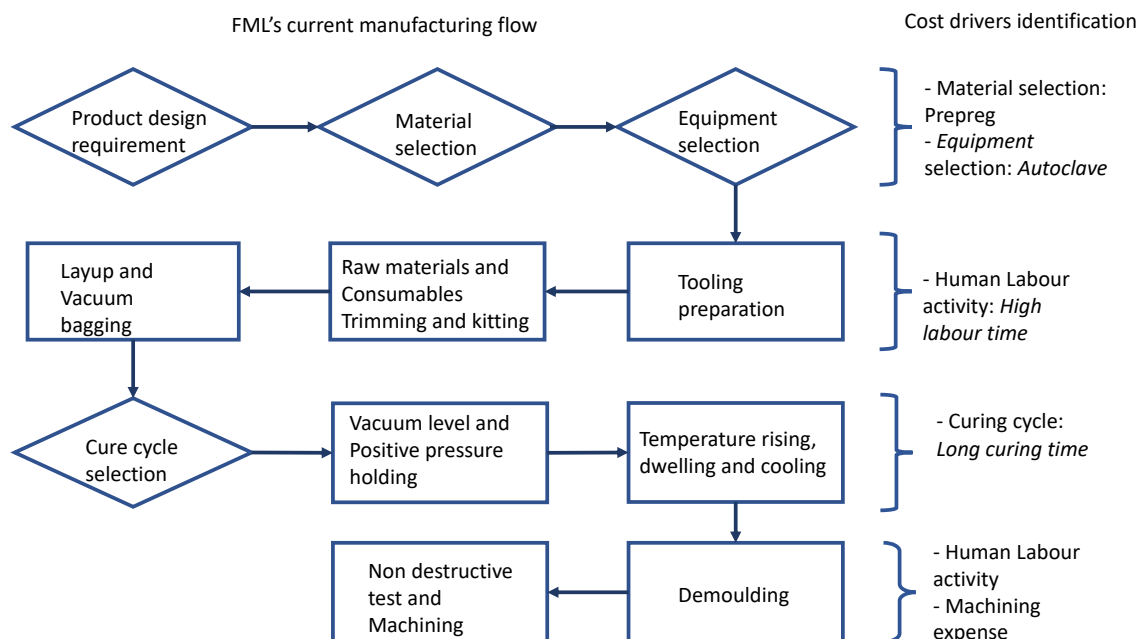 FML's current manufacturing flow
Cost drivers identification
Product design
requirement
Material
selection
Equipment
selection
- Material selection:
Prepreg
- Equipment
selection: Autoclave
Layup and
Vacuum
bagging
Raw materials and
Consumables
Trimming and kitting
Tooling
preparation
- Human Labour
activity: High
labour time
Cure cycle
selection
Vacuum level and
Positive pressure
holding
Temperature rising,
dwelling and cooling
- Curing cycle:
Long curing time
Non destructive
test and
Machining
Demoulding
- Human Labour
activity
- Machining
expense